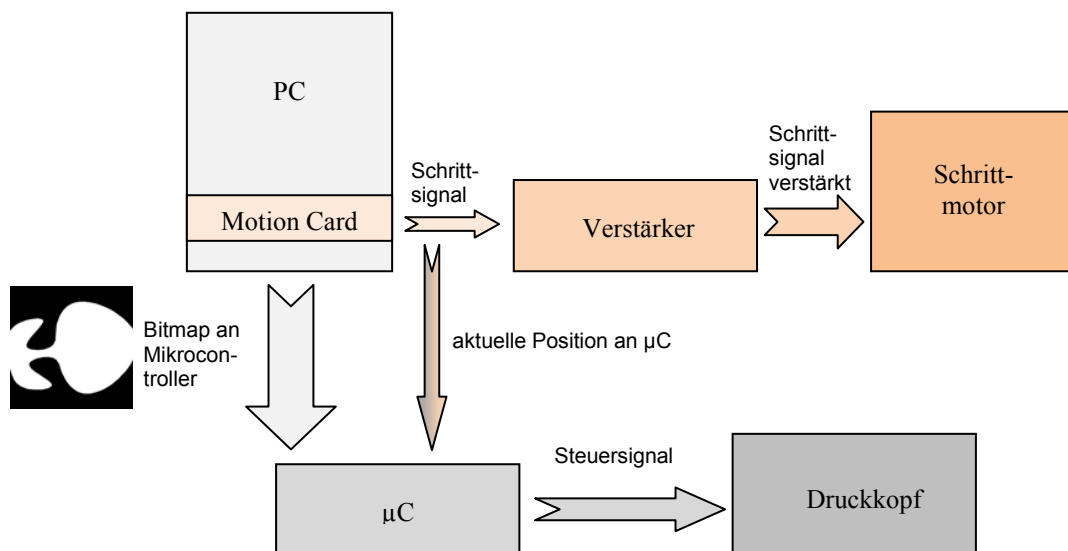 PC
Motion Card
Schritt-
signal
Verstärker
Schritt-
signal
verstärkt
Schritt-
motor
Bitmap an
Mikrocon-
troller
aktuelle Position an µC
µC
Steuersignal
Druckkopf